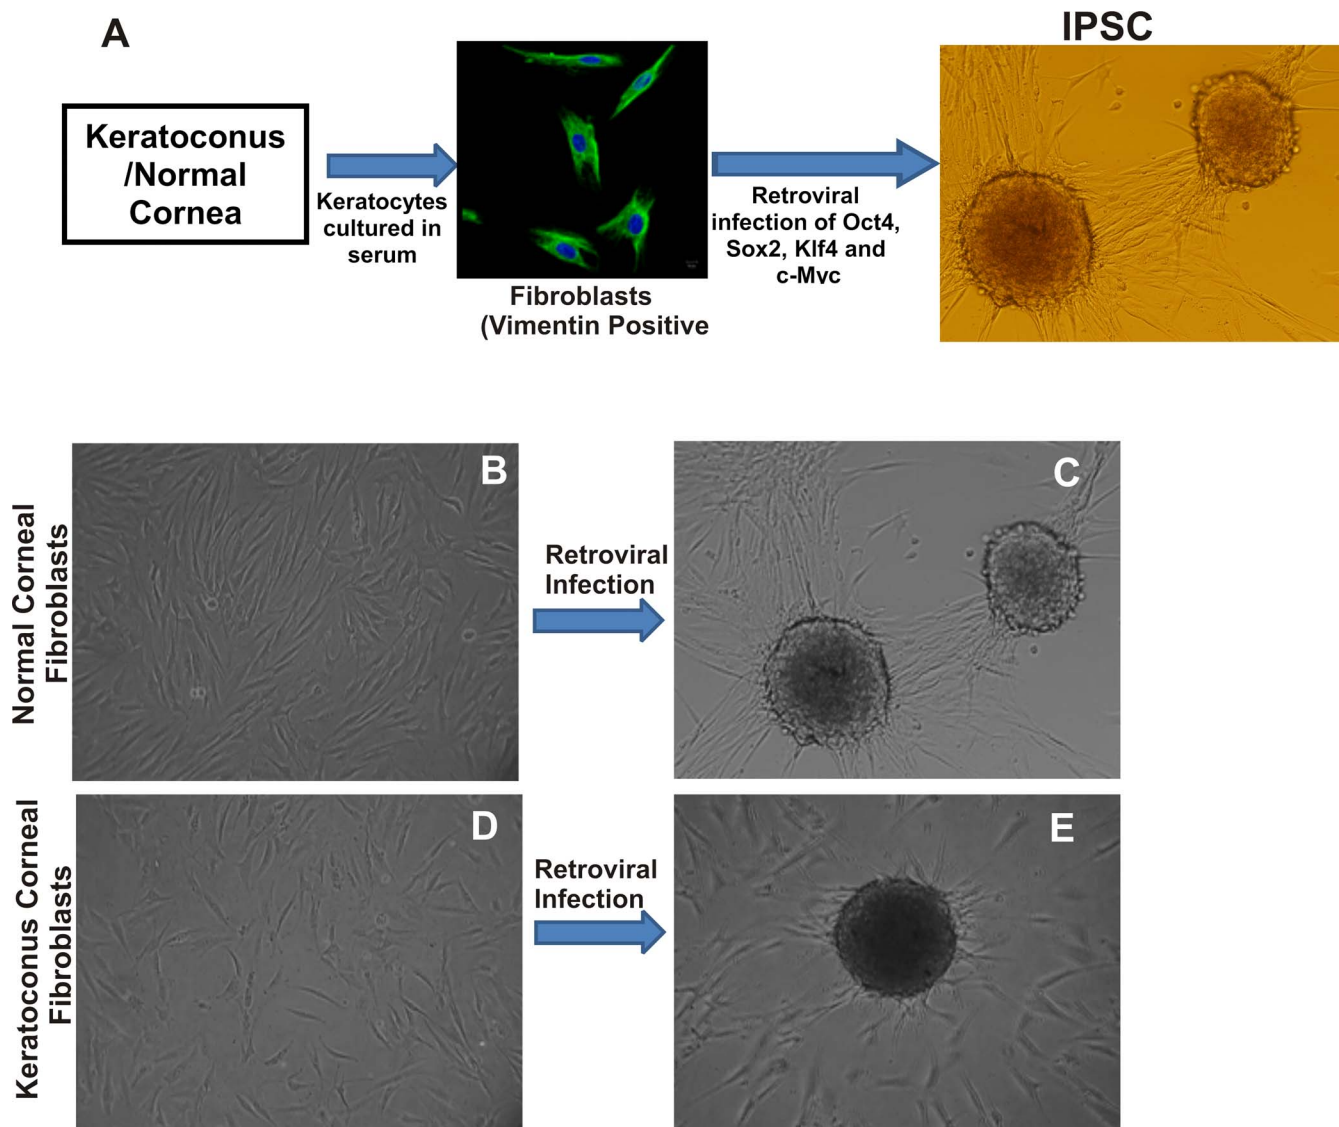 A
IPSC
Keratoconus
/Normal
Cornea
Keratocytes
cultured in
serum
Fibroblasts
(Vimentin Positive
Retroviral
infection of Oct4,
Sox2, Klf4 and
c-Myc
Normal Corneal
Fibroblasts
B
Retroviral
Infection
C
Keratoconus Corneal
Fibroblasts
D
Retroviral
Infection
E